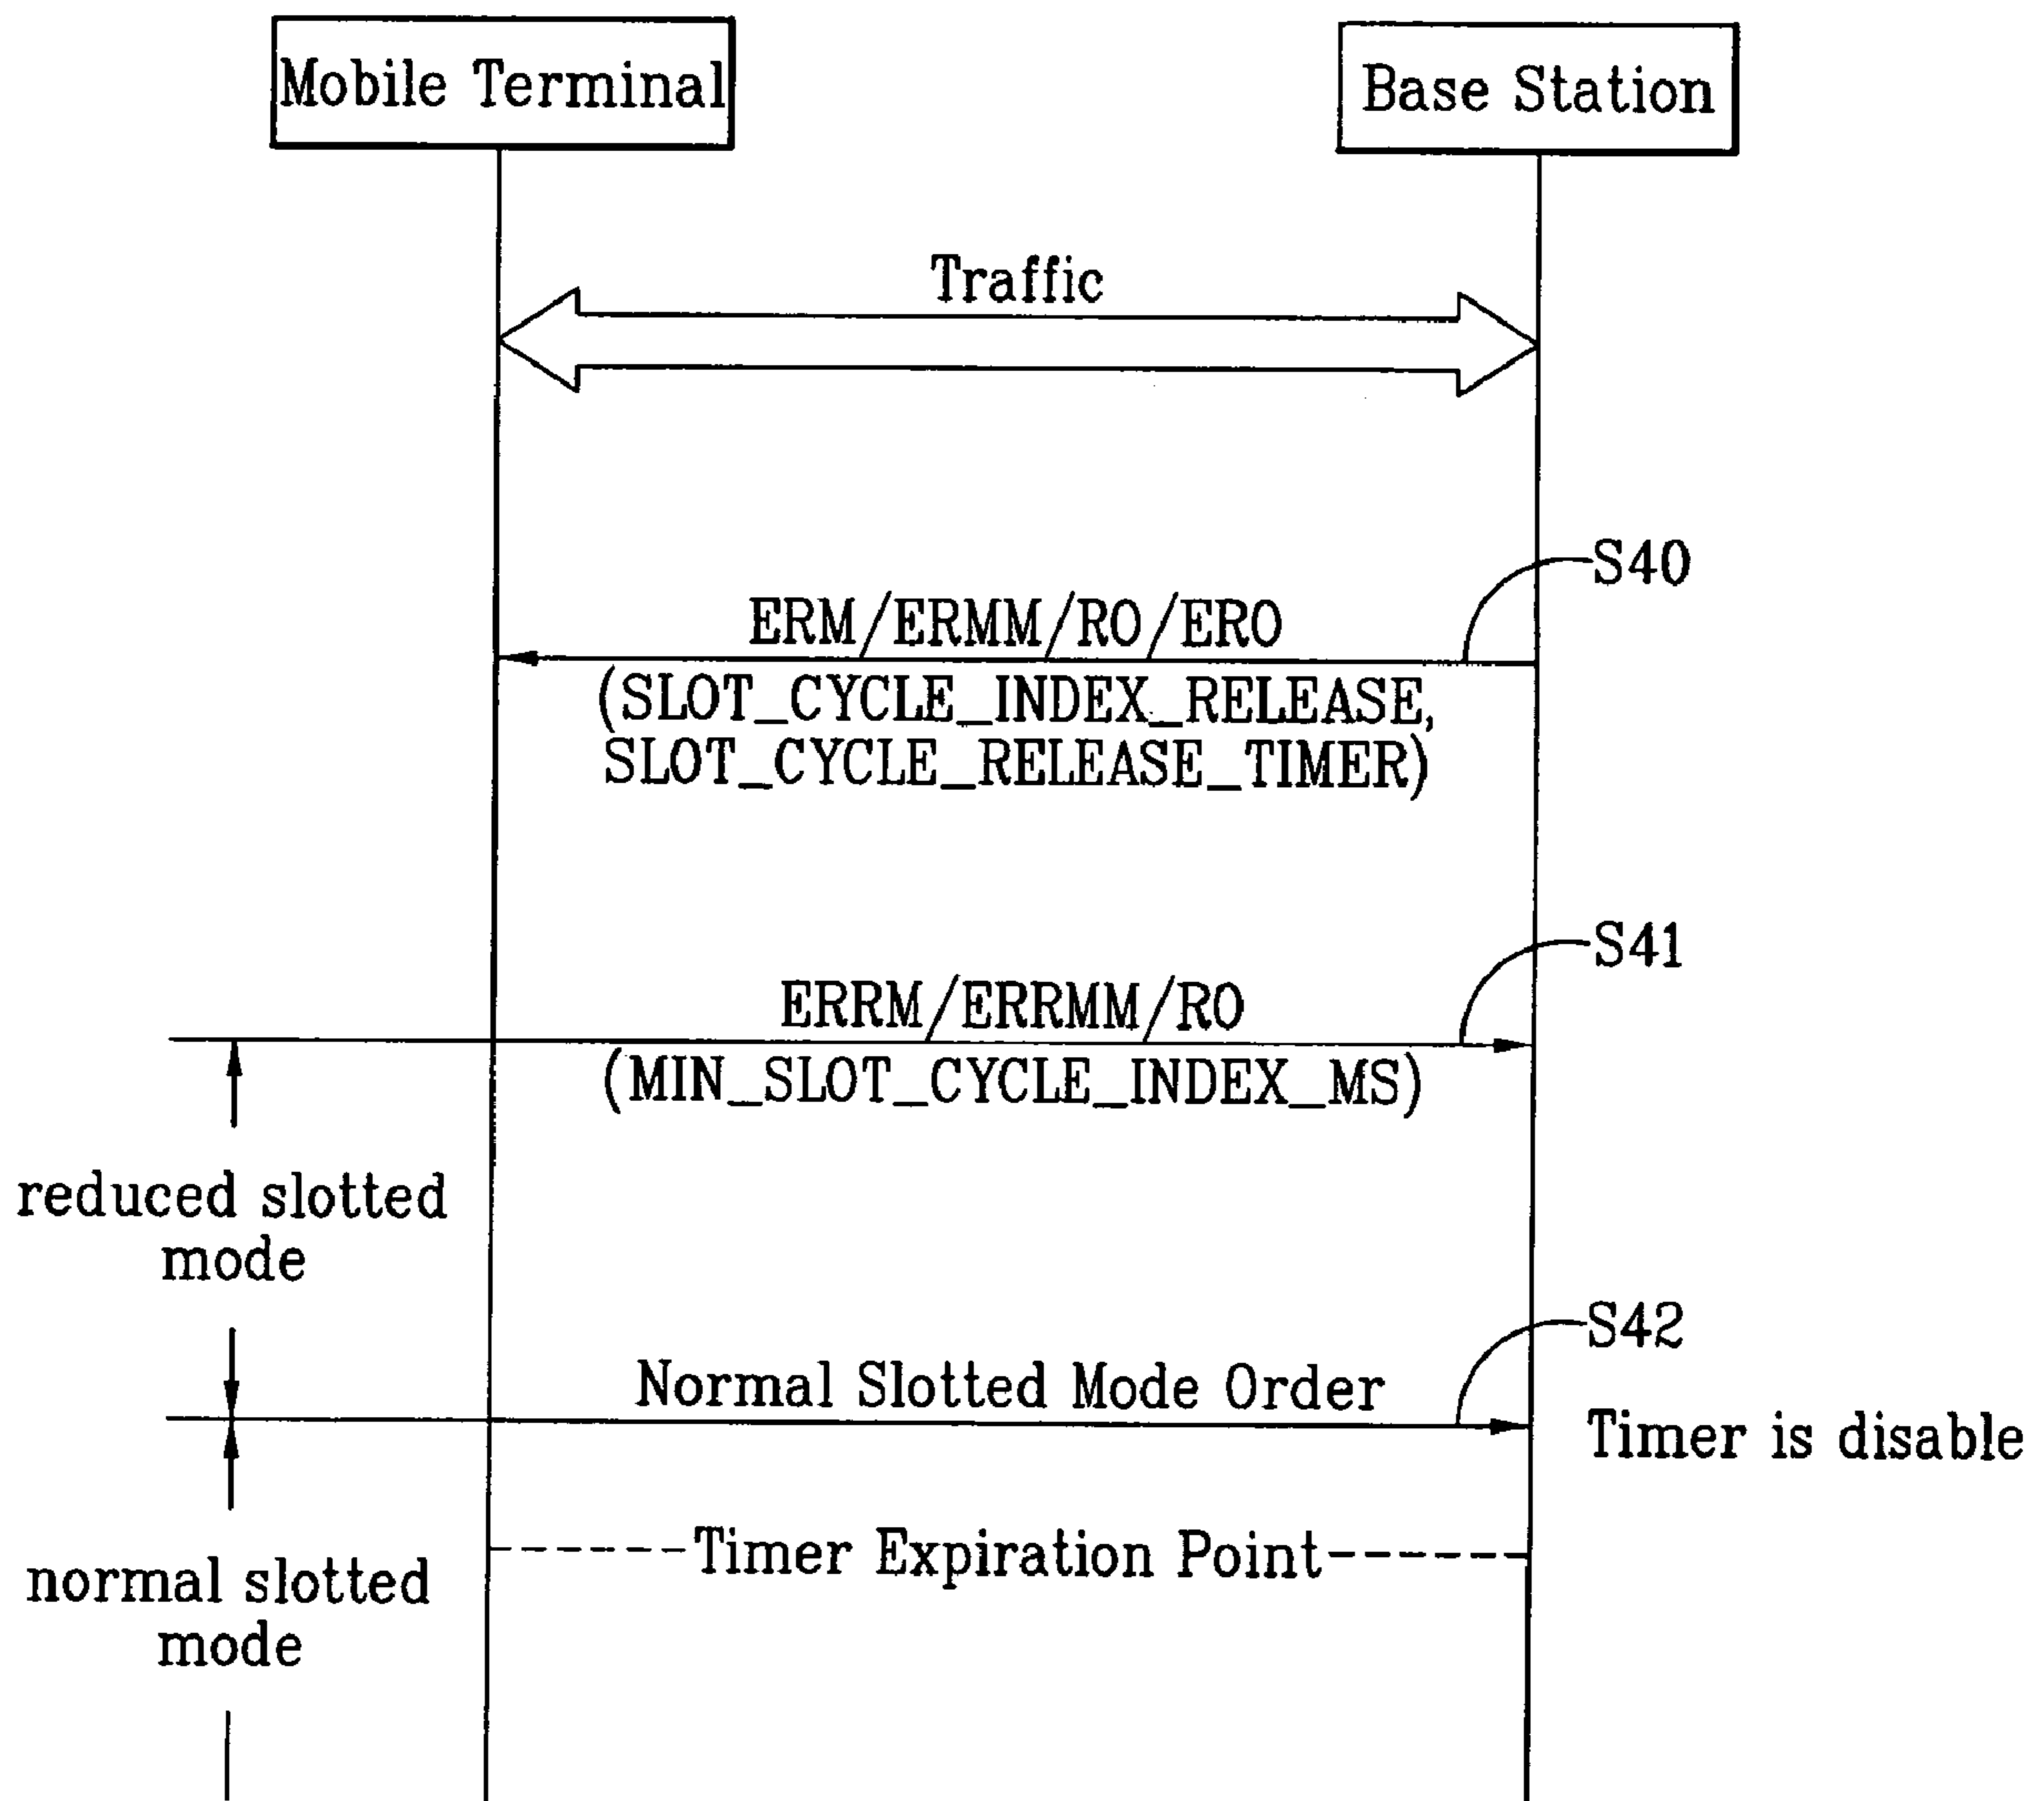 Mobile Terminal
Base Station
Traffic
S40
ERM/ERMM/RO/ERO
(SLOT_CYCLE_INDEX_RELEASE,
SLOT_CYCLE_RELEASE_TIMER)
S41
ERRM/ERRMM/RO
(MIN_SLOT_CYCLE_INDEX_MS)
reduced slotted
mode
S42
Normal Slotted Mode Order
Timer is disable
Timer Expiration Point
normal slotted
mode